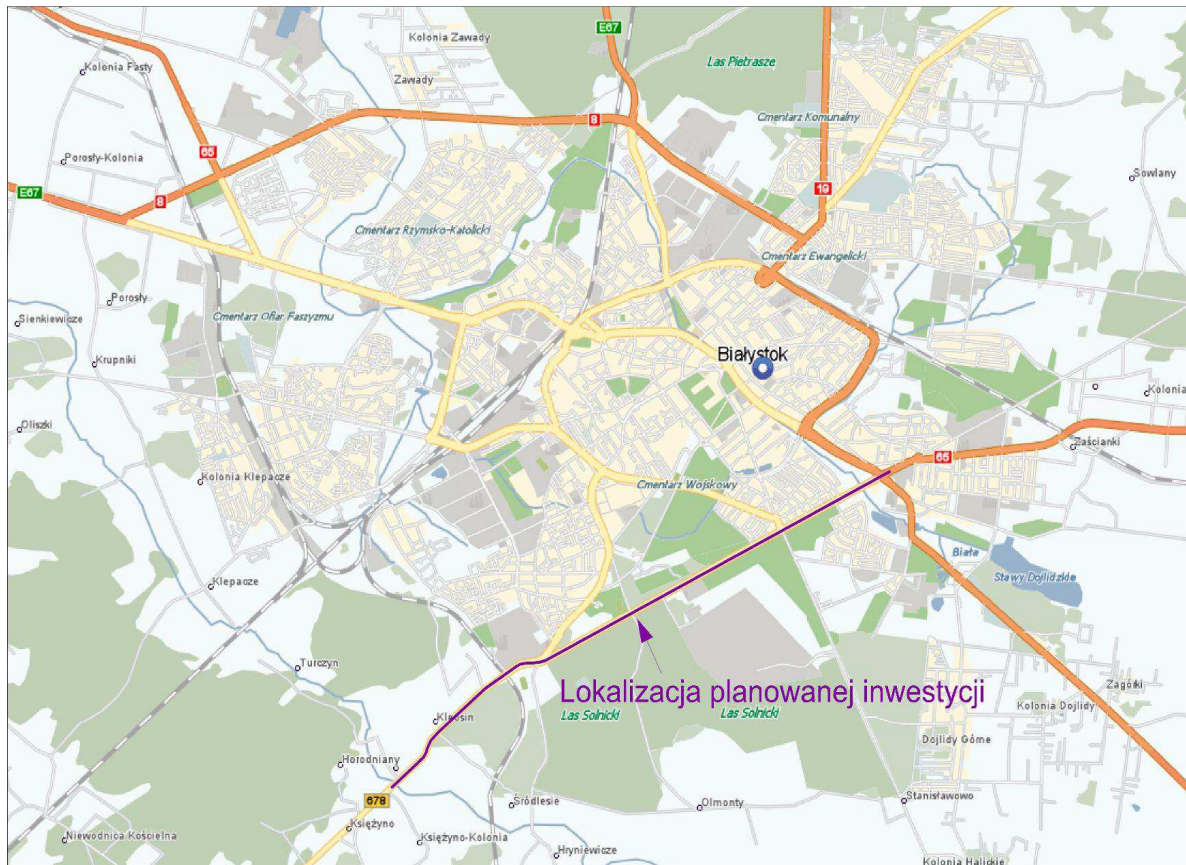 E67
Kolonia Zawady
Las Pietrasze
Kolonia Fasty
Zawady
Cmentarz Komunalny
8
65
Porosły-Kolonia
Sowlany
E67
8
19
Cmentarz Rzymsko-Katolicki
Cmentarz Ewangelicki
Porosły
Sienkiewicze
Cmentarz Ofiar Faszyzmu
Białystok
Krupniki
Kolonia
Oliszki
Zaścianki
65
Kolonia Klepacze
Cmentarz Wojskowy
Biała
Stawy Dojlidzkie
Klepacze
Turczyn
Zagórki
Lokalizacja planowanej inwestycji
Kolonia Dojlidy
Kleosin
Las Solnicki
Las Solnicki
Dojlidy Górne
Horodniany
678
Śródlesie
Olmonty
Stanisławowo
Księżyno
Niewodnica Kościelna
Księżyno-Kolonia
Hryniewicze
Kolonia Halickie